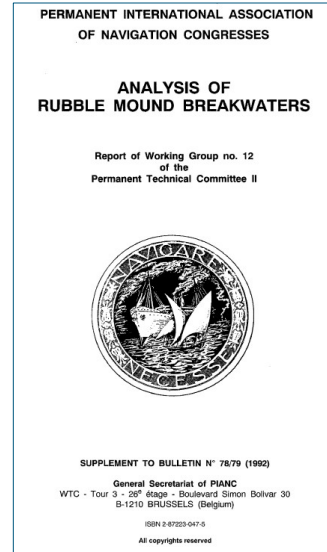 PERMANENT INTERNATIONAL ASSOCIATION
OF NAVIGATION CONGRESSES
ANALYSIS OF
RUBBLE MOUND BREAKWATERS
Report of Working Group no. 12
of the
Permanent Technical Committee II
NAVIGARE
NECESSE
SUPPLEMENT TO BULLETIN N° 78/79 (1992)
General Secretariat of PIANC
WTC - Tour 3 - 26e étage - Boulevard Simon Bolivar 30
B-1210 BRUSSELS (Belgium)
ISBN 2-87223-047-5
All copyrights reserved